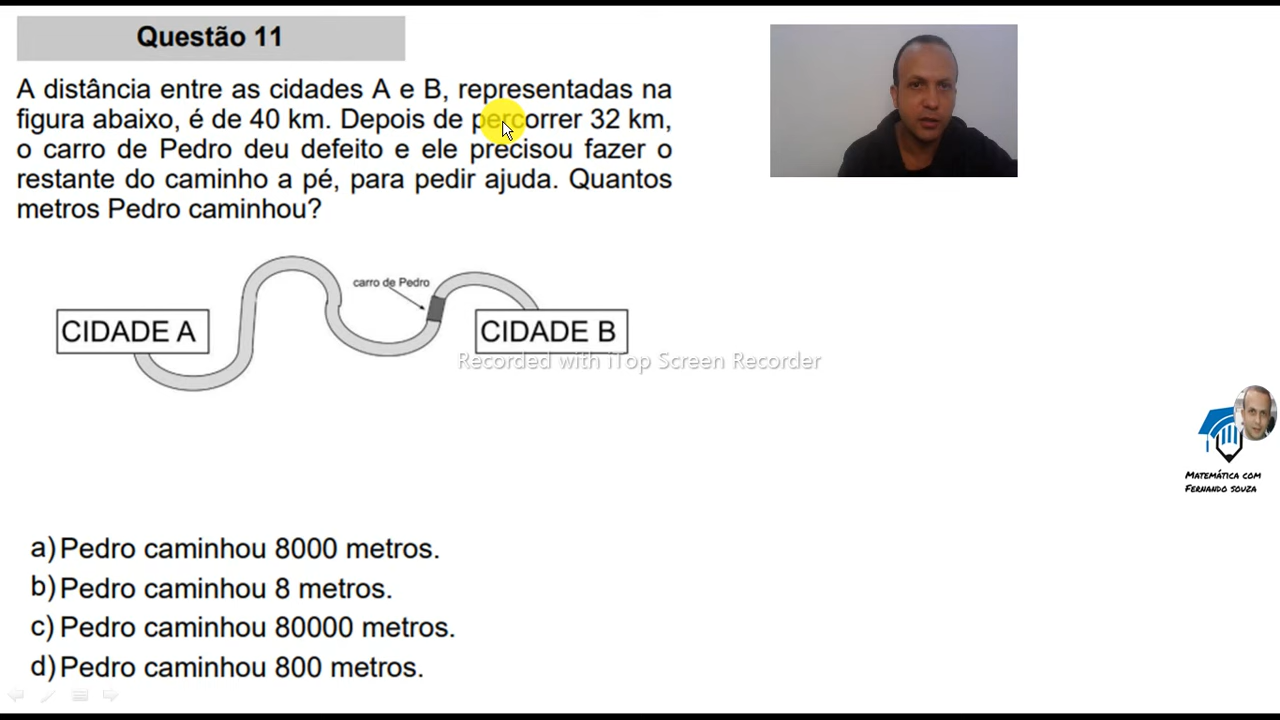 Questão 11
A distância entre as cidades A e B, representadas na
figura abaixo, é de 40 km. Depois de percorrer 32 km,
o carro de Pedro deu defeito e ele precisou fazer o
restante do caminho a pé, para pedir ajuda. Quantos
metros Pedro caminhou?
carro de Pedro
CIDADE A
CIDADE B
Recorded with iTop Screen Recorder
MATEMÁTICA COM
FERNANDO SOUZA
a) Pedro caminhou 8000 metros.
b) Pedro caminhou 8 metros.
c) Pedro caminhou 80000 metros.
d) Pedro caminhou 800 metros.